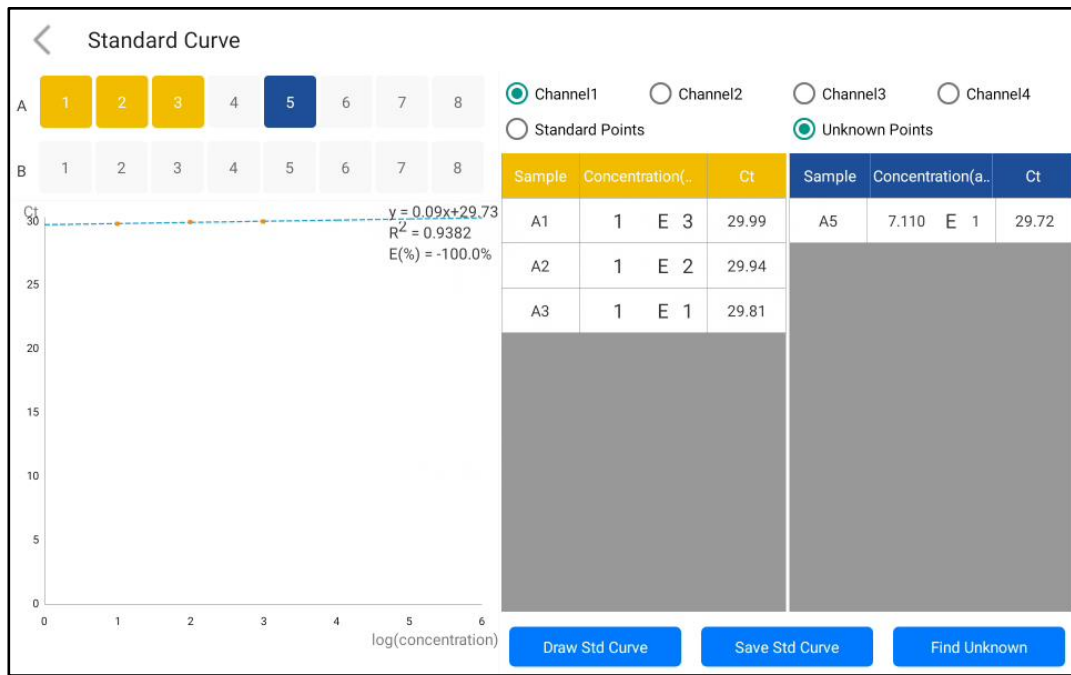 Standard Curve
A 1 2 3 4 5 6 7 8
B 1 2 3 4 5 6 7 8
Channel1 Channel2 Channel3 Channel4
Standard Points Unknown Points
Sample Concentration(.. Ct
A1 1 E 3 29.99
A2 1 E 2 29.94
A3 1 E 1 29.81
Sample Concentration(a.. Ct
A5 7.110 E 1 29.72
Ct
y = 0.09x+29.73
R2 = 0.9382
E(%) = -100.0%
30
25
20
15
10
5
0
0 1 2 3 4 5 6
log(concentration)
Draw Std Curve Save Std Curve Find Unknown